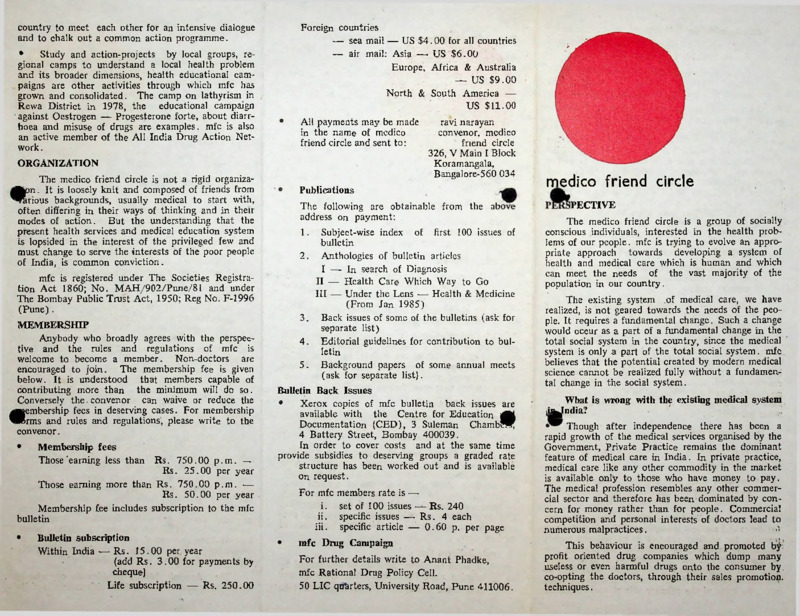 country to meet each other for an intensive dialogue
and to chalk out a common action programme.
• Study and action-projects by local groups, re-
gional camps to understand a local health problem
and its broader dimensions, health educational cam-
paigns are other activities through which mfc has
grown and consolidated. The camp on lathyrism in
Rewa District in 1978, the educational campaign
against Oestrogen — Progesterone forte, about diarr-
hoea and misuse of drugs are examples. mfc is also
an active member of the All India Drug Action Net-
work.
ORGANIZATION
The medico friend circle is not a rigid organiza-
on. It is loosely knit and composed of friends from
various backgrounds, usually medical to start with,
often differing in their ways of thinking and in their
modes of action. But the understanding that the
present health services and medical education system
is lopsided in the interest of the privileged few and
must change to serve the interests of the poor people
of India, is common conviction.
mfc is registered under The Societies Registra-
tion Act 1860; No. MAH/902/Pune/81 and under
The Bombay Public Trust Act, 1950; Reg No. F-1996
(Pune).
MEMBERSHIP
Anybody who broadly agrees with the perspec-
tive and the rules and regulations of mfc is
welcome to become a member. Non-doctors are
encouraged to join. The membership fee is given
below. It is understood that members capable of
contributing more than the minimum will do so.
Conversely the convenor can waive or reduce the
membership fees in deserving cases. For membership
forms and rules and regulations, please write to the
convenor.
• Membership fees
Those earning less than Rs. 750.00 p.m. —
Rs. 25.00 per year
Those earning more than Rs. 750.00 p.m. —
Rs. 50.00 per year
Membership fee includes subscription to the mfc
bulletin
• Bulletin subscription
Within India — Rs. 15.00 per year
(add Rs. 3.00 for payments by
cheque)
Life subscription — Rs. 250.00
Foreign countries
— sea mail — US $4.00 for all countries
— air mail: Asia — US $6.00
Europe, Africa & Australia
— US $9.00
North & South America —
US $11.00
• All payments may be made
in the name of medico
friend circle and sent to:
ravi narayan
convenor, medico
friend circle
326, V Main I Block
Koramangala,
Bangalore-560 034
• Publications
The following are obtainable from the above
address on payment:
1. Subject-wise index of first 100 issues of
bulletin
2. Anthologies of bulletin articles
I — In search of Diagnosis
II — Health Care Which Way to Go
III — Under the Lens — Health & Medicine
(From Jan 1985)
3. Back issues of some of the bulletins (ask for
separate list)
4. Editorial guidelines for contribution to bul-
letin
5. Background papers of some annual meets
(ask for separate list).
Bulletin Back Issues
• Xerox copies of mfc bulletin back issues are
available with the Centre for Education
Documentation (CED), 3 Suleman Chambers,
4 Battery Street, Bombay 400039.
In order to cover costs and at the same time
provide subsidies to deserving groups a graded rate
structure has been worked out and is available
on request.
For mfc members rate is —
i. set of 100 issues — Rs. 240
ii. specific issues — Rs. 4 each
iii. specific article — 0.60 p. per page
• mfc Drug Campaign
For further details write to Anant Phadke,
mfc Rational Drug Policy Cell.
50 LIC quarters, University Road, Pune 411006.
medico friend circle
PERSPECTIVE
The medico friend circle is a group of socially
conscious individuals, interested in the health prob-
lems of our people. mfc is trying to evolve an appro-
priate approach towards developing a system of
health and medical care which is human and which
can meet the needs of the vast majority of the
population in our country.
The existing system of medical care, we have
realized, is not geared towards the needs of the peo-
ple. It requires a fundamental change. Such a change
would occur as a part of a fundamental change in the
total social system in the country, since the medical
system is only a part of the total social system. mfc
believes that the potential created by modern medical
science cannot be realized fully without a fundamen-
tal change in the social system.
What is wrong with the existing medical system
in India?
Though after independence there has been a
rapid growth of the medical services organised by the
Government, Private Practice remains the dominant
feature of medical care in India. In private practice,
medical care like any other commodity in the market
is available only to those who have money to pay.
The medical profession resembles any other commer-
cial sector and therefore has been dominated by con-
cern for money rather than for people. Commercial
competition and personal interests of doctors lead to
numerous malpractices.
This behaviour is encouraged and promoted by
profit oriented drug companies which dump many
useless or even harmful drugs onto the consumer by
co-opting the doctors, through their sales promotion
techniques.